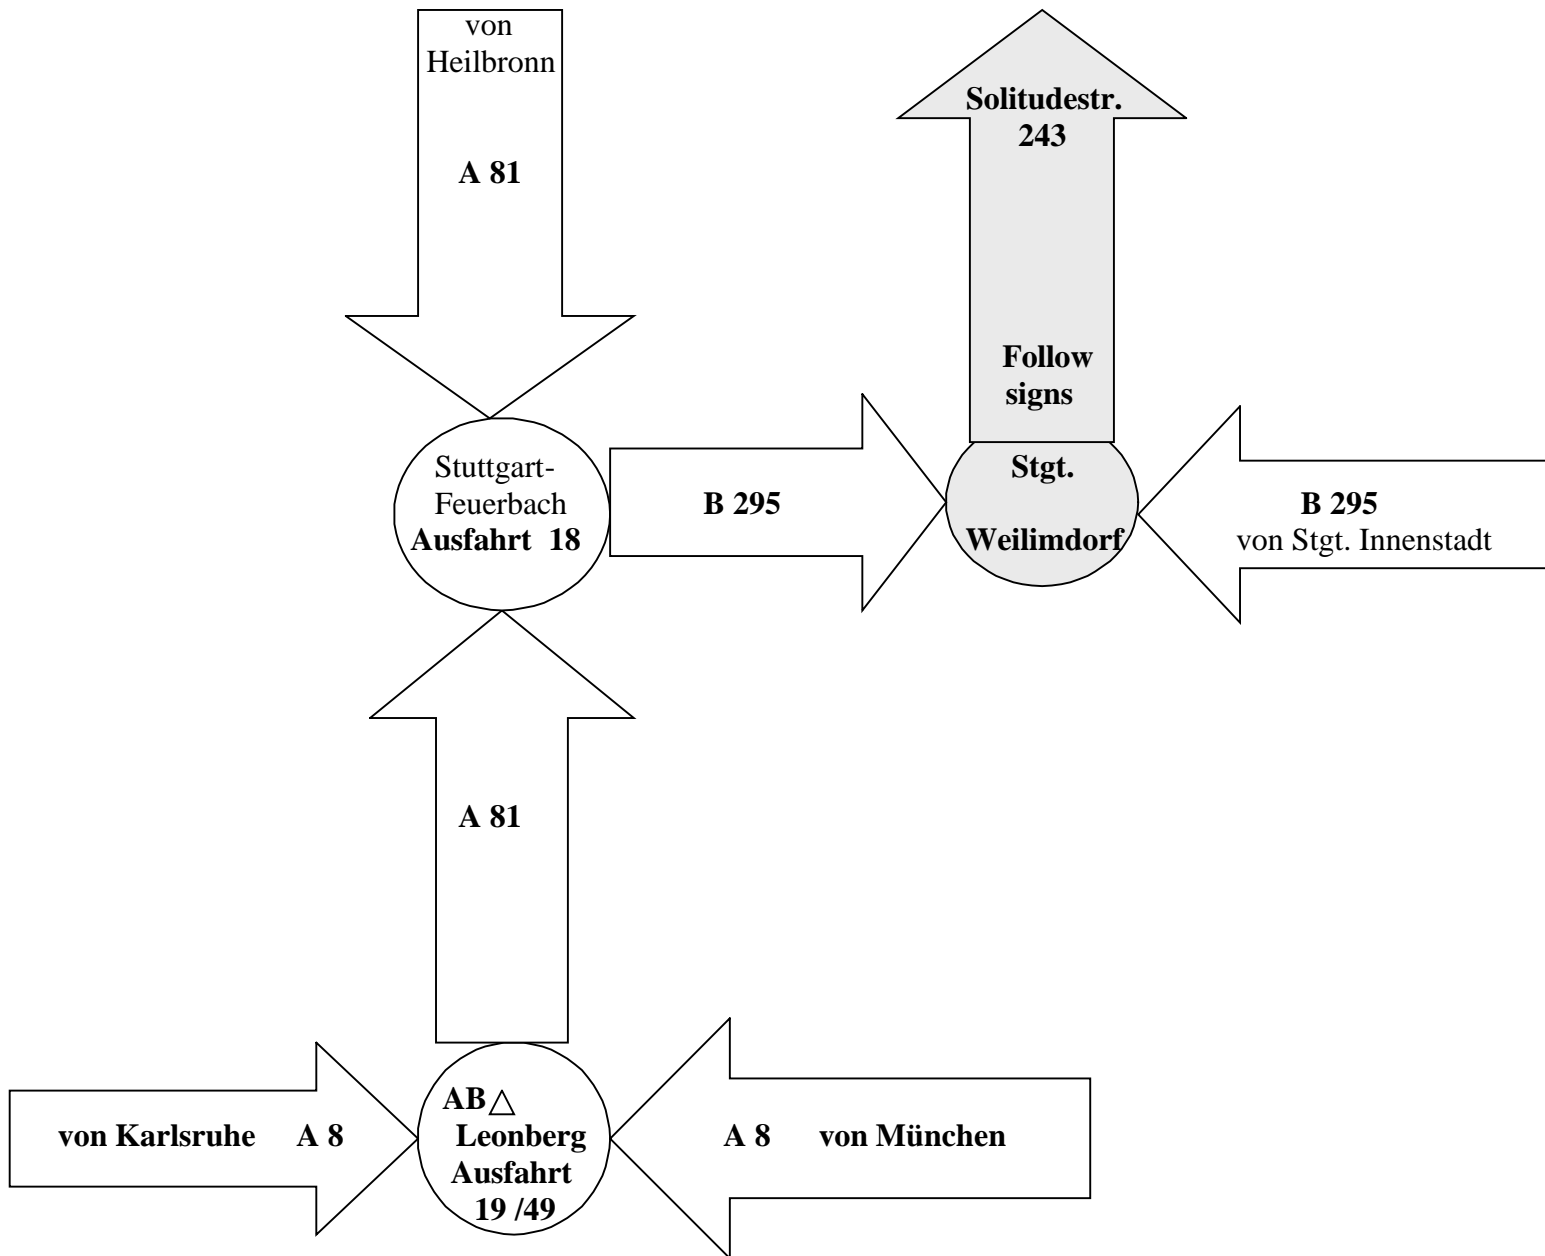 von
Heilbronn
A 81
Solitudestr.
243
Follow
signs
Stuttgart-
Feuerbach
Ausfahrt 18
B 295
Stgt.
Weilimdorf
B 295
von Stgt. Innenstadt
A 81
von Karlsruhe A 8
AB△
Leonberg
Ausfahrt
19 /49
A 8 von München